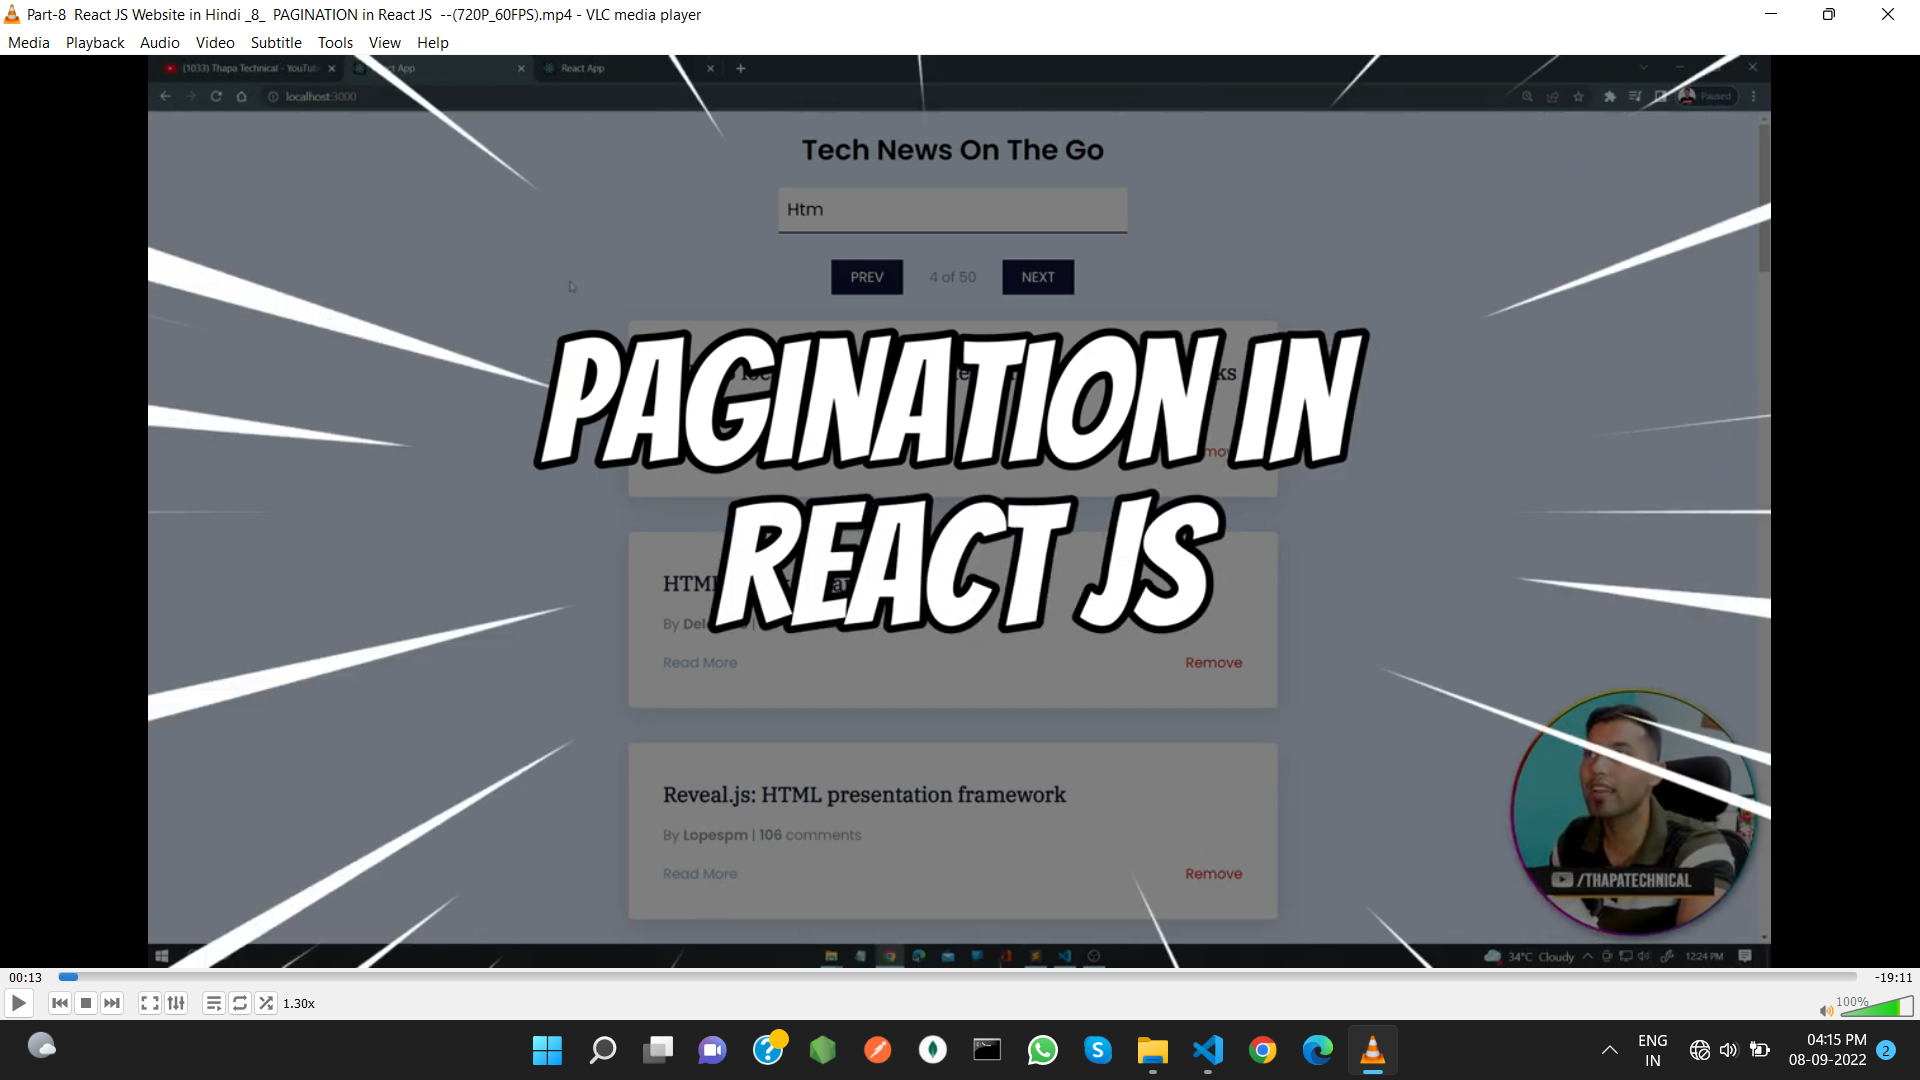 Part-8 React JS Website in Hindi _8_ PAGINATION in React JS --(720P_60FPS).mp4 - VLC media player
Media Playback Audio Video Subtitle Tools View Help
(1033) Thapa Technical - YouTube
App
React App
localhost:3000
Paused
Tech News On The Go
Htm
PREV 4 of 50 NEXT
PAGINATION IN
REACT JS
HTML
By
Read More Remove
Reveal.js: HTML presentation framework
By Lopespm | 106 comments
Read More Remove
/THAPATECHNICAL
34°C Cloudy 12:24 PM
00:13 -19:11
1.30x 100%
ENG
IN
04:15 PM
08-09-2022
2